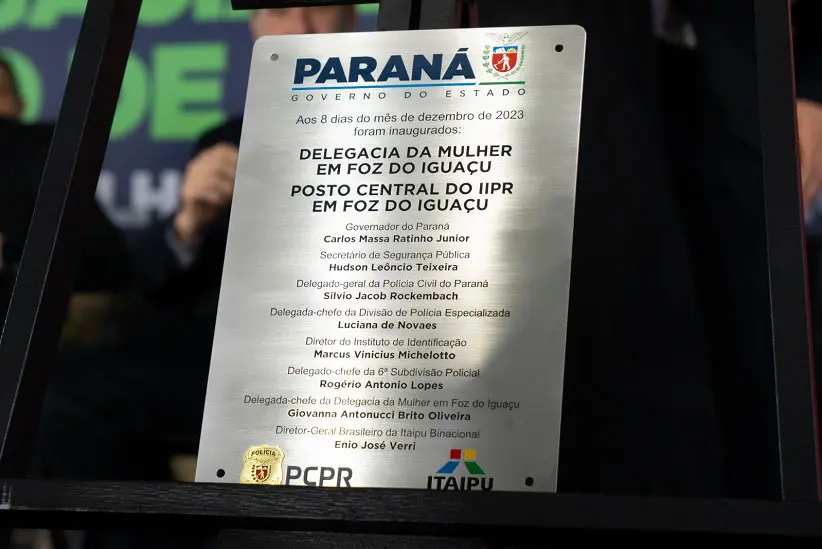 O DE
LH
PARANÁ
GOVERNO DO ESTADO
Aos 8 dias do mês de dezembro de 2023
foram inaugurados:
DELEGACIA DA MULHER
EM FOZ DO IGUAÇU
POSTO CENTRAL DO IIPR
EM FOZ DO IGUAÇU
Governador do Paraná
Carlos Massa Ratinho Junior
Secretário de Segurança Pública
Hudson Leôncio Teixeira
Delegado-geral da Polícia Civil do Paraná
Silvio Jacob Rockembach
Delegada-chefe da Divisão de Polícia Especializada
Luciana de Novaes
Diretor do Instituto de Identificação
Marcus Vinicius Michelotto
Delegado-chefe da 6ª Subdivisão Policial
Rogério Antonio Lopes
Delegada-chefe da Delegacia da Mulher em Foz do Iguaçu
Giovanna Antonucci Brito Oliveira
Diretor-Geral Brasileiro da Itaipu Binacional
Enio José Verri
POLÍCIA
PCPR
ITAIPU